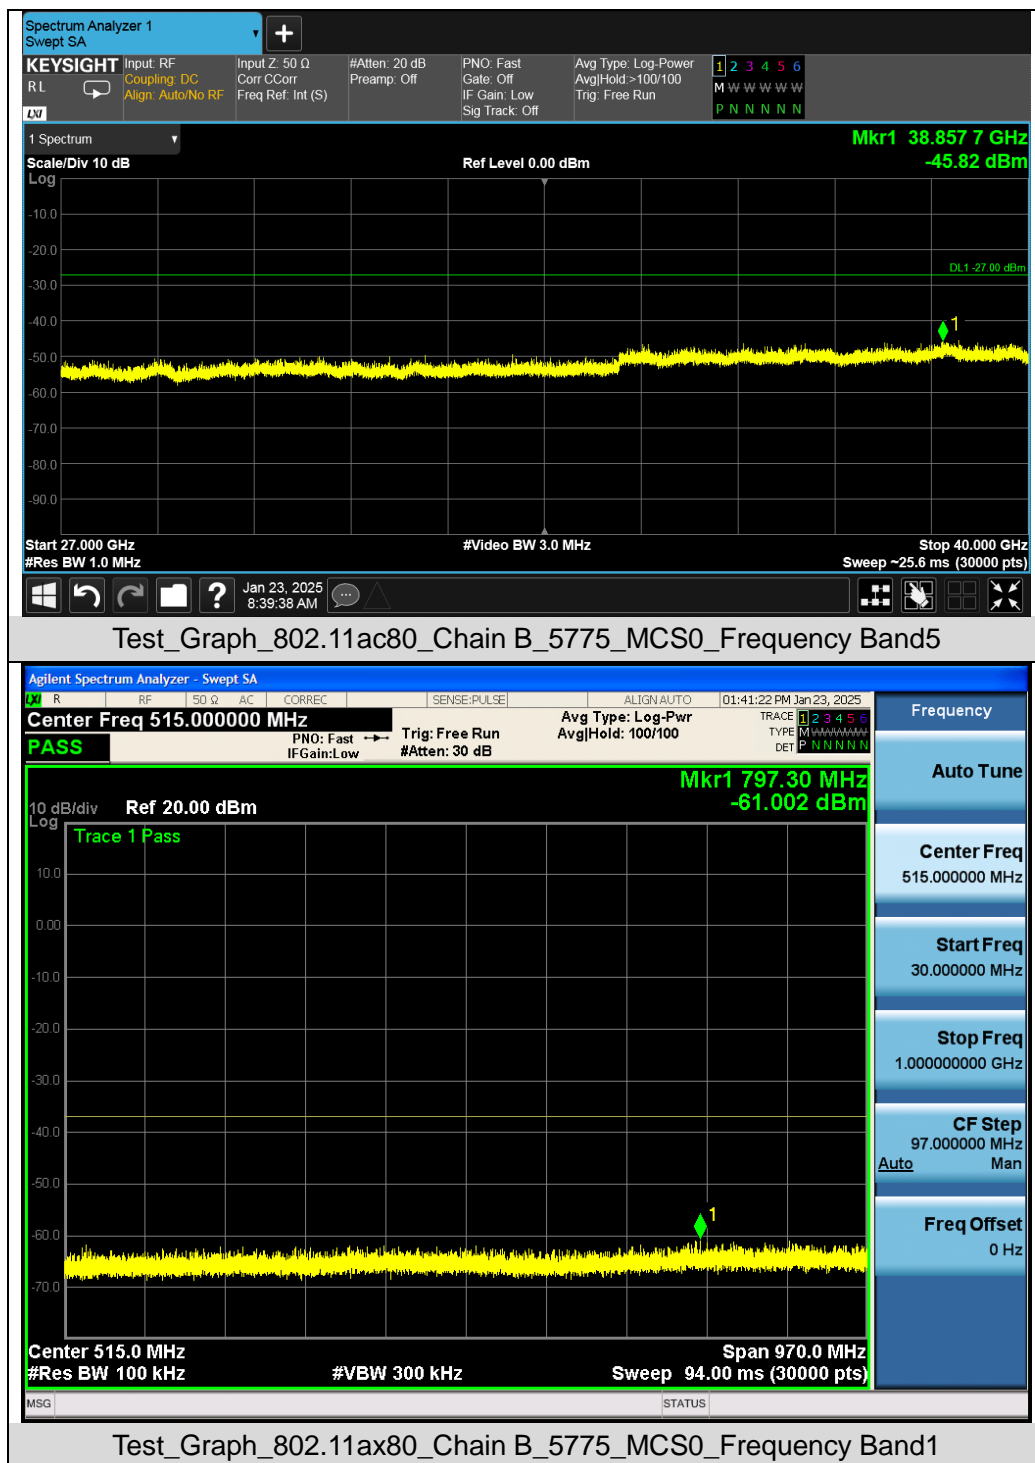 Spectrum Analyzer 1
Swept SA
KEYSIGHT Input: RF Input Z: 50 Ω #Atten: 20 dB PNO: Fast Avg Type: Log-Power 1 2 3 4 5 6
RL Coupling: DC Corr CCorr Preamp: Off Gate: Off Avg|Hold:>100/100 M W W W W W
Align: Auto/No RF Freq Ref: Int (S) IF Gain: Low Trig: Free Run
LXI Sig Track: Off P N N N N N
1 Spectrum Mkr1 38.857 7 GHz
Scale/Div 10 dB Ref Level 0.00 dBm -45.82 dBm
Log
-10.0
-20.0
DL1 -27.00 dBm
-30.0
-40.0
1
-50.0
-60.0
-70.0
-80.0
-90.0
Start 27.000 GHz #Video BW 3.0 MHz Stop 40.000 GHz
#Res BW 1.0 MHz Sweep ~25.6 ms (30000 pts)
? Jan 23, 2025
8:39:38 AM
Test_Graph_802.11ac80_Chain B_5775_MCS0_Frequency Band5
Agilent Spectrum Analyzer - Swept SA
LXI R RF 50 Ω AC CORREC SENSE:PULSE ALIGN AUTO 01:41:22 PM Jan 23, 2025
Center Freq 515.000000 MHz Avg Type: Log-Pwr TRACE 1 2 3 4 5 6 Frequency
PASS PNO: Fast Trig: Free Run Avg|Hold: 100/100 TYPE M W W W W W
IFGain:Low #Atten: 30 dB DET P N N N N N
Auto Tune
Mkr1 797.30 MHz
10 dB/div Ref 20.00 dBm -61.002 dBm
Log
Trace 1 Pass
Center Freq
515.000000 MHz
10.0
0.00
Start Freq
30.000000 MHz
-10.0
-20.0
Stop Freq
1.000000000 GHz
-30.0
-40.0
CF Step
97.000000 MHz
Auto Man
-50.0
1
Freq Offset
0 Hz
-60.0
-70.0
Center 515.0 MHz Span 970.0 MHz
#Res BW 100 kHz #VBW 300 kHz Sweep 94.00 ms (30000 pts)
MSG STATUS
Test_Graph_802.11ax80_Chain B_5775_MCS0_Frequency Band1